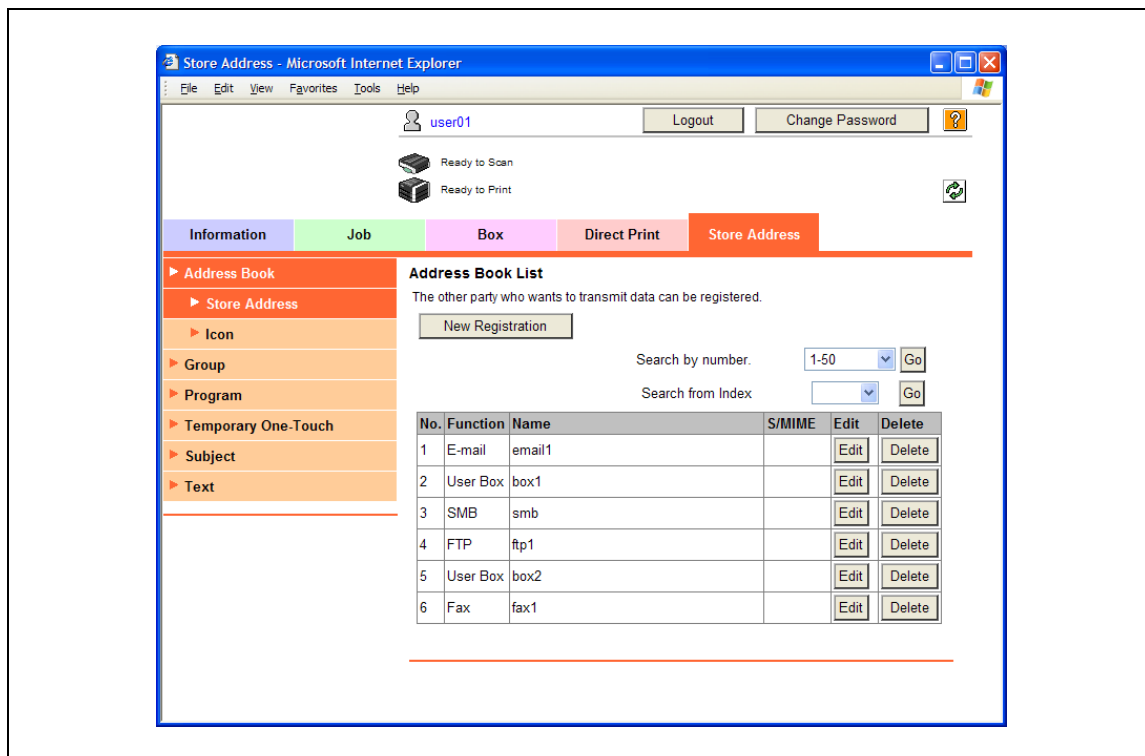 Store Address - Microsoft Internet Explorer
File Edit View Favorites Tools Help
user01 Logout Change Password ?
Ready to Scan
Ready to Print
Information Job Box Direct Print Store Address
Address Book
Store Address
Icon
Group
Program
Temporary One-Touch
Subject
Text
Address Book List
The other party who wants to transmit data can be registered.
New Registration
Search by number. 1-50 Go
Search from Index Go
No. Function Name S/MIME Edit Delete
1 E-mail email1 Edit Delete
2 User Box box1 Edit Delete
3 SMB smb Edit Delete
4 FTP ftp1 Edit Delete
5 User Box box2 Edit Delete
6 Fax fax1 Edit Delete